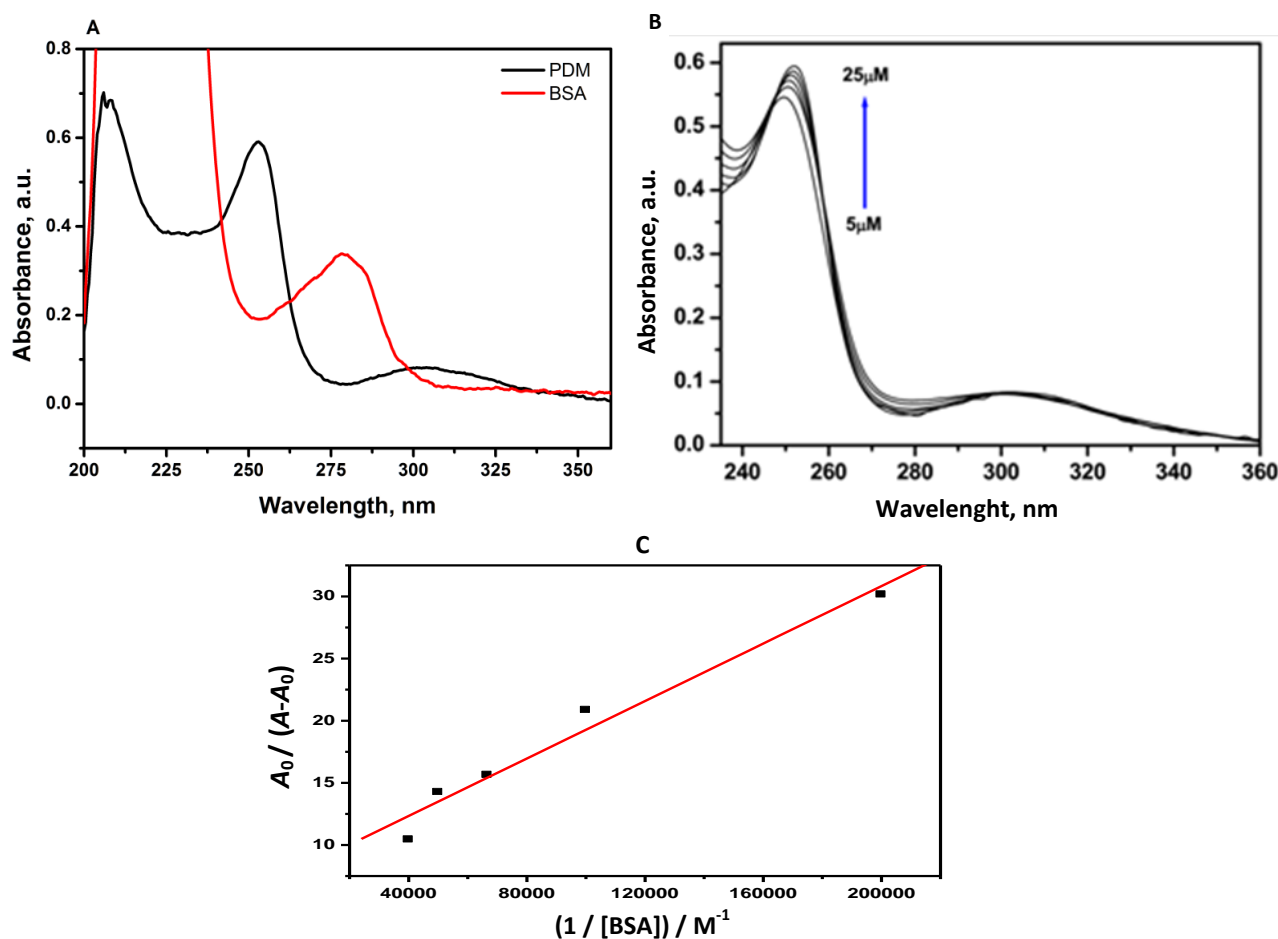 A
0.8
0.6
0.4
0.2
0.0
200 225 250 275 300 325 350
Absorbance, a.u.
Wavelength, nm
PDM
BSA
B
0.6
0.5
0.4
0.3
0.2
0.1
0.0
240 260 280 300 320 340 360
Absorbance, a.u.
Wavelenght, nm
25μM
5μM
C
30
25
20
15
10
40000 80000 120000 160000 200000
A0 / (A-A0)
(1 / [BSA]) / M-1